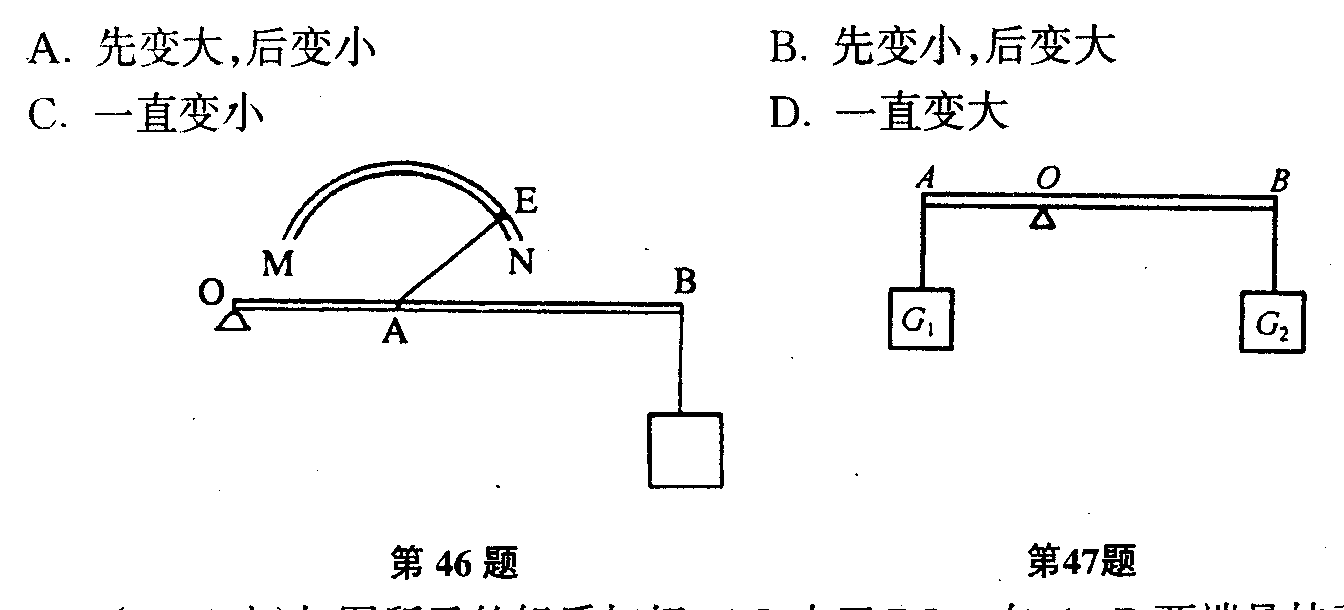 A. 先变大,后变小
B. 先变小,后变大
C. 一直变小
D. 一直变大
E
M
N
O
A
B
A
O
B
G₁
G₂
第 46 题
第47题